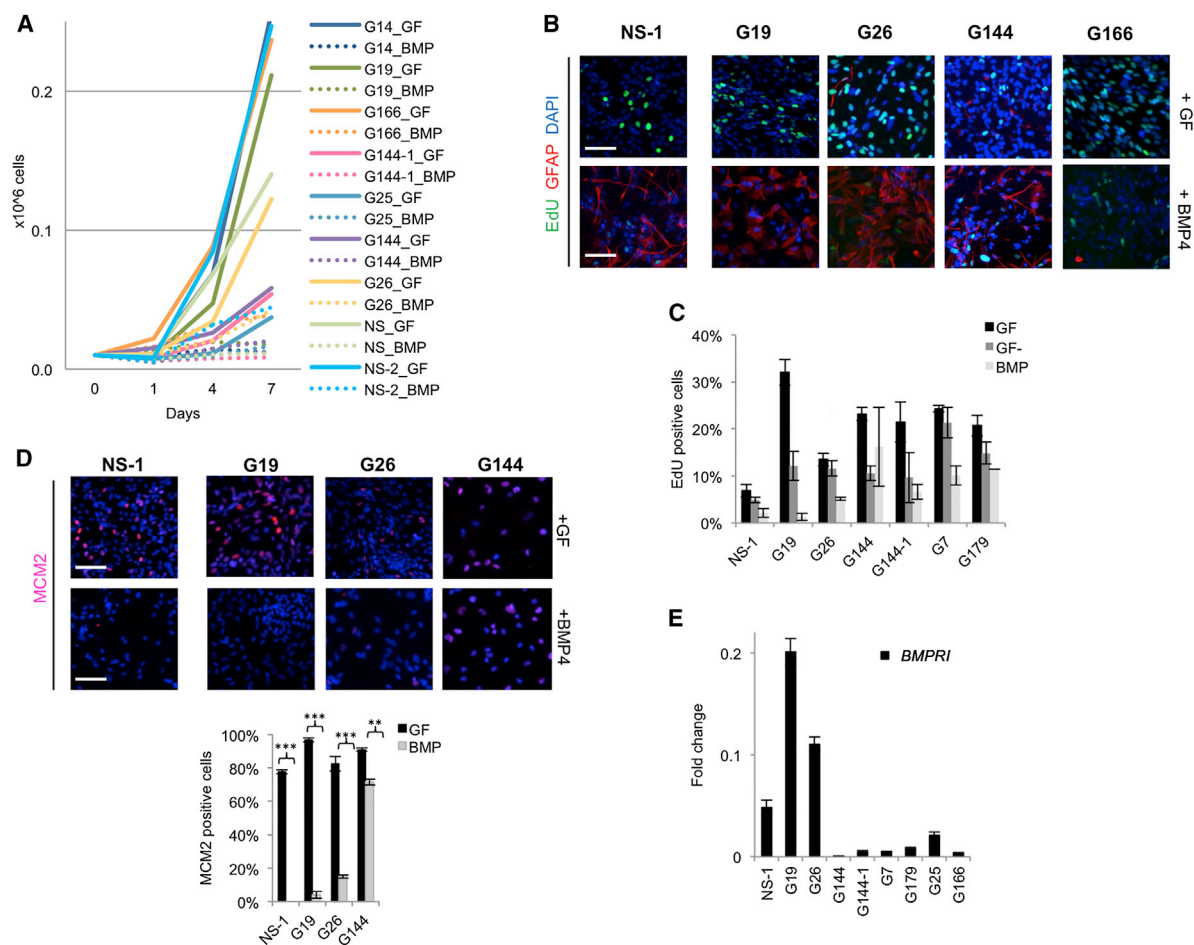 A
×10^6 cells
0.2
0.1
0.0
0 1 4 7
Days
G14_GF
G14_BMP
G19_GF
G19_BMP
G166_GF
G166_BMP
G144-1_GF
G144-1_BMP
G25_GF
G25_BMP
G144_GF
G144_BMP
G26_GF
G26_BMP
NS_GF
NS_BMP
NS-2_GF
NS-2_BMP
B
NS-1 G19 G26 G144 G166
EdU GFAP DAPI
+ GF
+ BMP4
C
EdU positive cells
40%
30%
20%
10%
0%
GF
GF-
BMP
NS-1 G19 G26 G144 G144-1 G7 G179
D
NS-1 G19 G26 G144
MCM2
+GF
+BMP4
MCM2 positive cells
100%
80%
60%
40%
20%
0%
*** *** *** **
GF
BMP
NS-1 G19 G26 G144
E
Fold change
0.2
0.1
0
BMPRI
NS-1 G19 G26 G144 G144-1 G7 G179 G25 G166